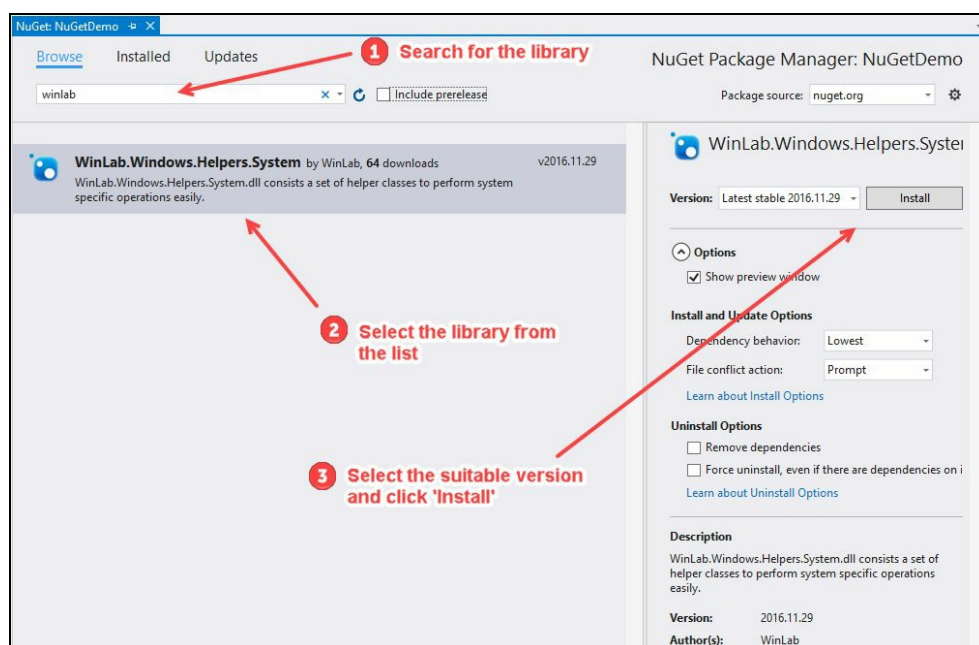 NuGet: NuGetDemo
Browse Installed Updates
1 Search for the library
NuGet Package Manager: NuGetDemo
winlab
Include prerelease
Package source: nuget.org
WinLab.Windows.Helpers.System by WinLab, 64 downloads v2016.11.29
WinLab.Windows.Helpers.System.dll consists a set of helper classes to perform system
specific operations easily.
2 Select the library from
the list
3 Select the suitable version
and click 'Install'
WinLab.Windows.Helpers.System
Version: Latest stable 2016.11.29 Install
Options
Show preview window
Install and Update Options
Dependency behavior: Lowest
File conflict action: Prompt
Learn about Install Options
Uninstall Options
Remove dependencies
Force uninstall, even if there are dependencies on i
Learn about Uninstall Options
Description
WinLab.Windows.Helpers.System.dll consists a set of
helper classes to perform system specific operations
easily.
Version: 2016.11.29
Author(s): WinLab